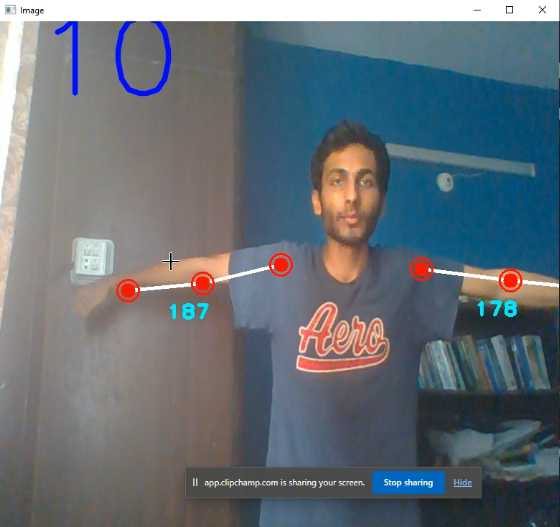 Image
10
187
178
Aero
app.clipchamp.com is sharing your screen.
Stop sharing
Hide